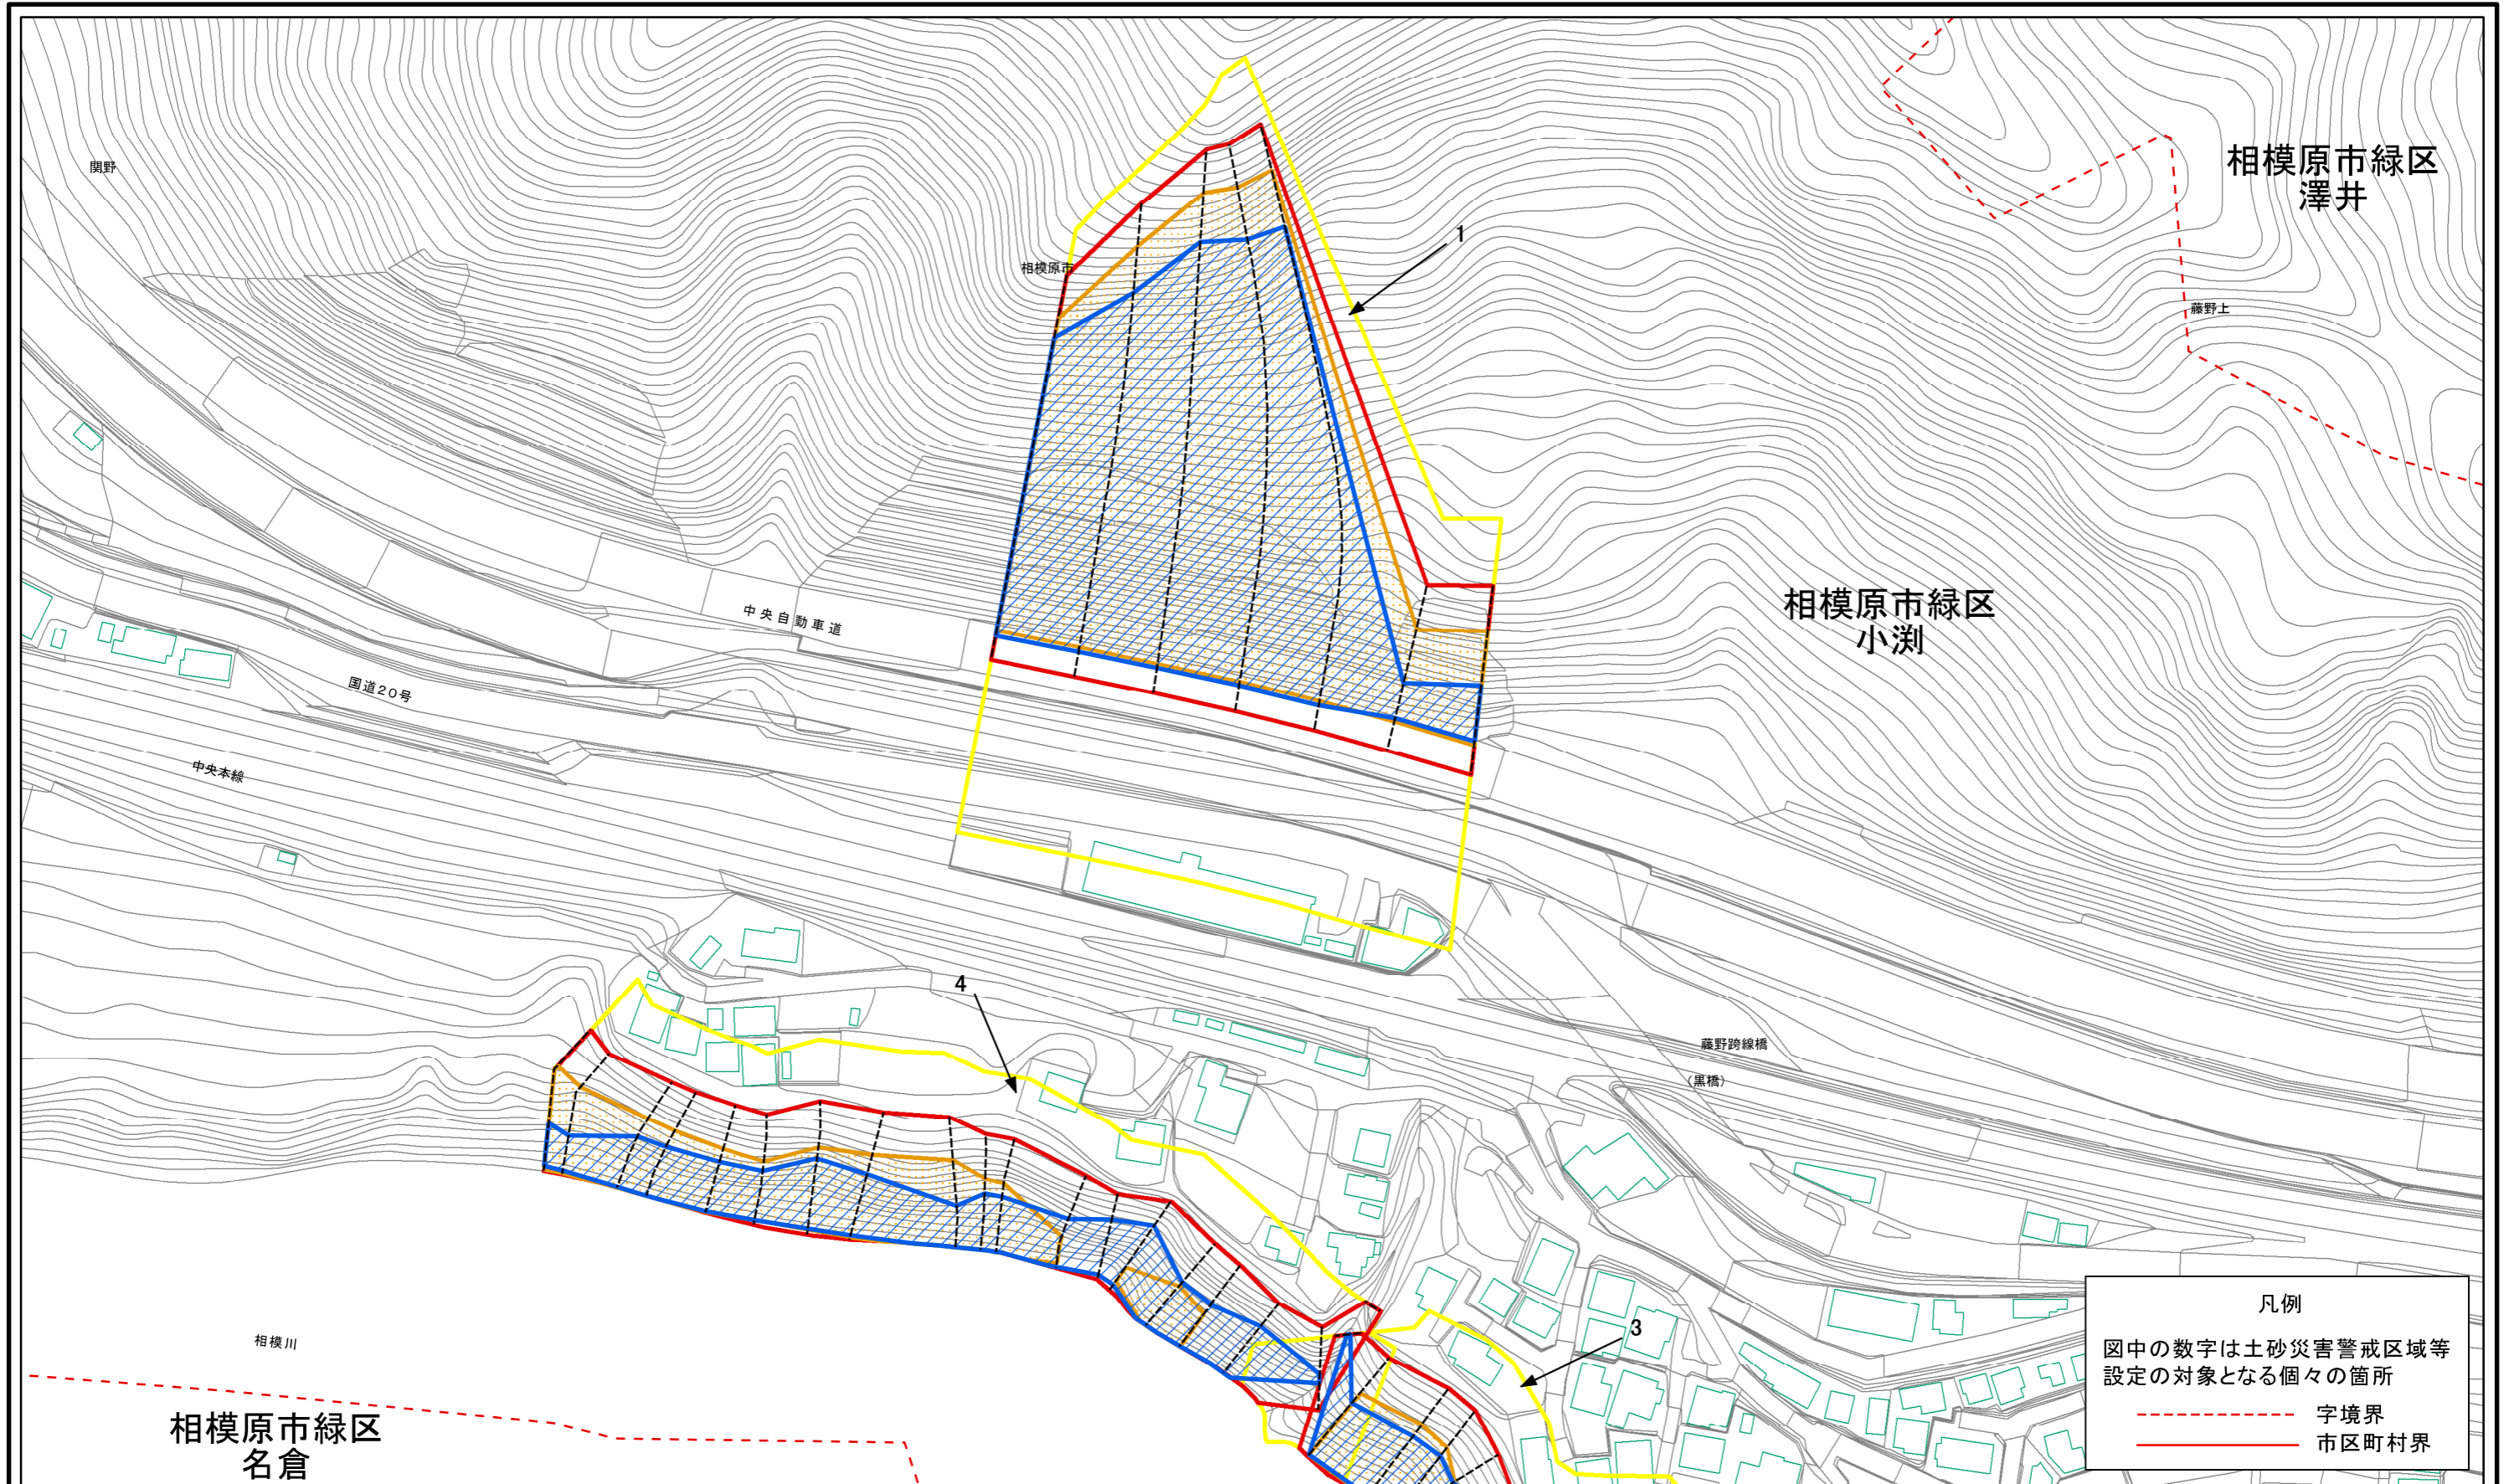 関野
相模原市緑区
澤井
1
相模原市
藤野上
相模原市緑区
小渕
中央自動車道
国道20号
中央本線
4
藤野跨線橋
(黒橋)
3
相模川
相模原市緑区
名倉
凡例
図中の数字は土砂災害警戒区域等
設定の対象となる個々の箇所
字境界
市区町村界